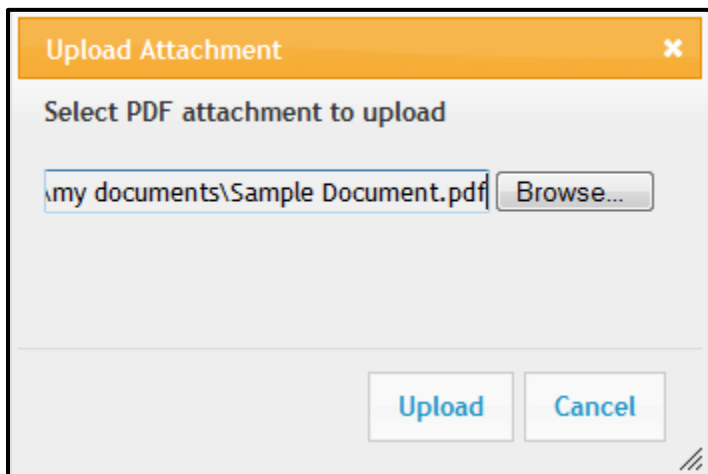 Upload Attachment
Select PDF attachment to upload
\my documents\Sample Document.pdf Browse...
Upload Cancel